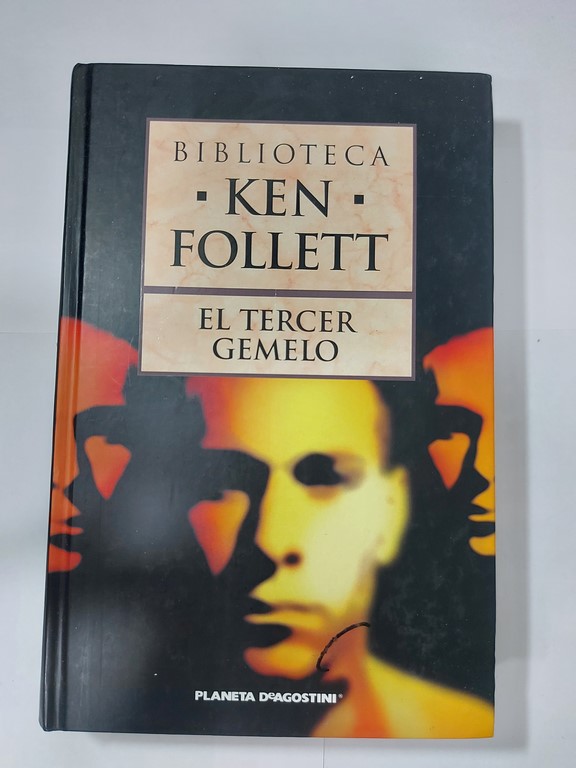 BIBLIOTECA
· KEN ·
FOLLETT
EL TERCER
GEMELO
PLANETA DeAGOSTINI®